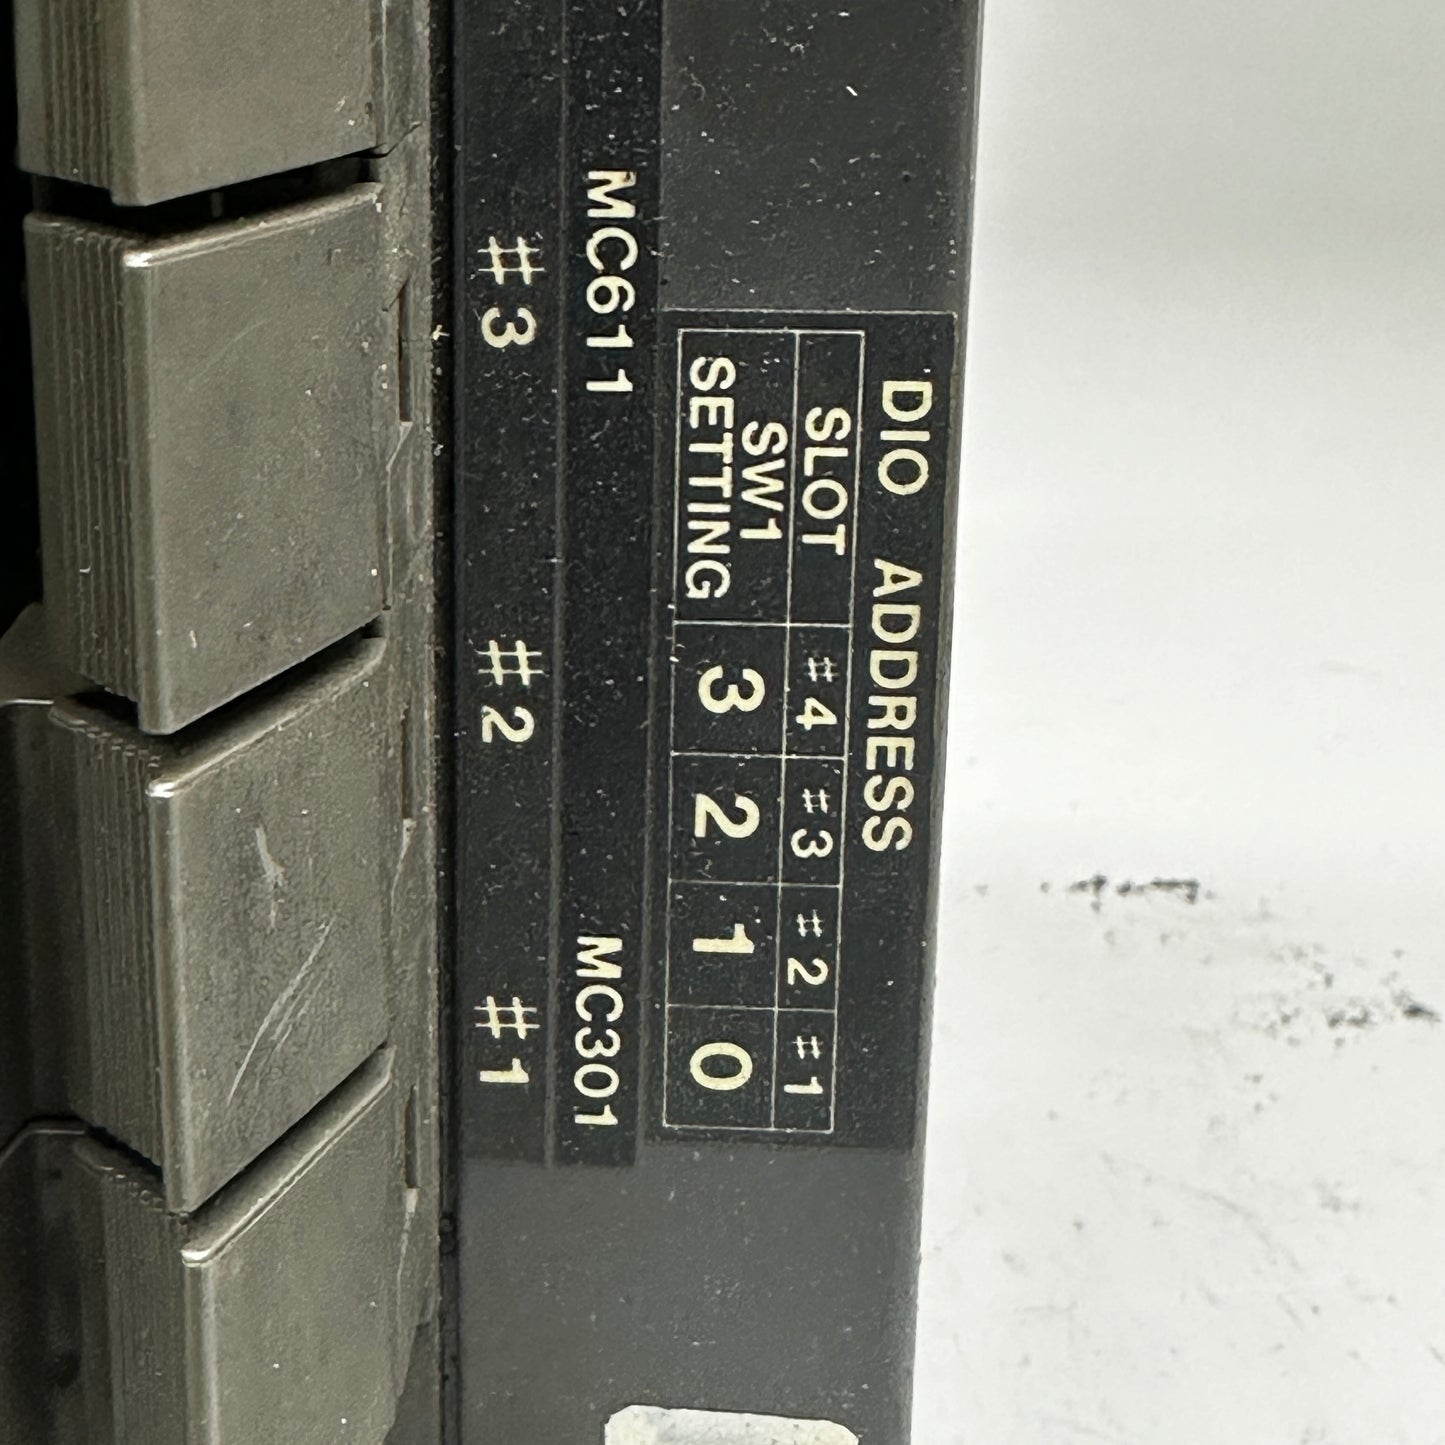 DIO ADDRESS
SLOT #4 #3 #2 #1
SW1 SETTING 3 2 1 0
MC611 MC301
#3 #2 #1